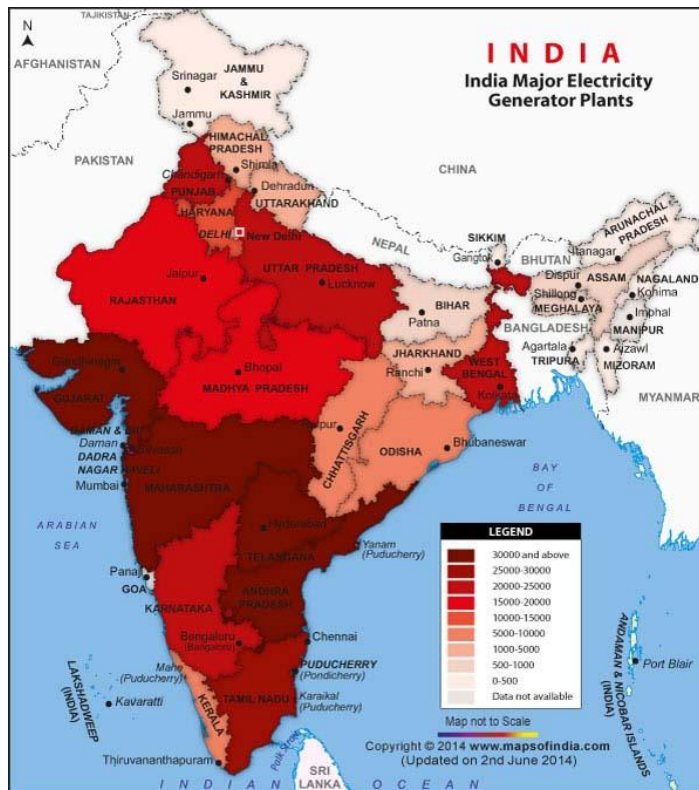 TAJIKISTAN
N
AFGHANISTAN
INDIA
India Major Electricity
Generator Plants
Srinagar
JAMMU
&
KASHMIR
Jammu
HIMACHAL
PRADESH
PAKISTAN
Shimla
CHINA
Chandigarh
PUNJAB
Dehradun
UTTARAKHAND
HARYANA
DELHI
New Delhi
NEPAL
SIKKIM
Gangtok
BHUTAN
ARUNACHAL
PRADESH
Itanagar
Jaipur
RAJASTHAN
UTTAR PRADESH
Lucknow
Dispur
ASSAM
NAGALAND
Kohima
Shillong
MEGHALAYA
BIHAR
Patna
Imphal
MANIPUR
BANGLADESH
Agartala
TRIPURA
Aizawl
MIZORAM
JHARKHAND
Ranchi
WEST
BENGAL
Kolkata
MYANMAR
Gandhinagar
GUJARAT
Bhopal
MADHYA PRADESH
Raipur
CHHATTISGARH
ODISHA
Bhubaneswar
DAMAN & DIU
Daman
Silvassa
DADRA &
NAGAR HAVELI
Mumbai
MAHARASHTRA
BAY
OF
BENGAL
ARABIAN
SEA
Hyderabad
TELANGANA
Yanam
(Puducherry)
Panaji
GOA
KARNATAKA
ANDHRA
PRADESH
Bengaluru
(Bangaluru)
Chennai
Mahe
(Puducherry)
PUDUCHERRY
(Pondicherry)
Karaikal
(Puducherry)
TAMIL NADU
KERALA
LAKSHADWEEP
(INDIA)
Kavaratti
Thiruvananthapuram
Palk Strait
SRI
LANKA
INDIAN OCEAN
ANDAMAN & NICOBAR ISLANDS
(INDIA)
Port Blair
LEGEND
30000 and above
25000-30000
20000-25000
15000-20000
10000-15000
5000-10000
1000-5000
500-1000
0-500
Data not available
Map not to Scale
Copyright © 2014 www.mapsofindia.com
(Updated on 2nd June 2014)